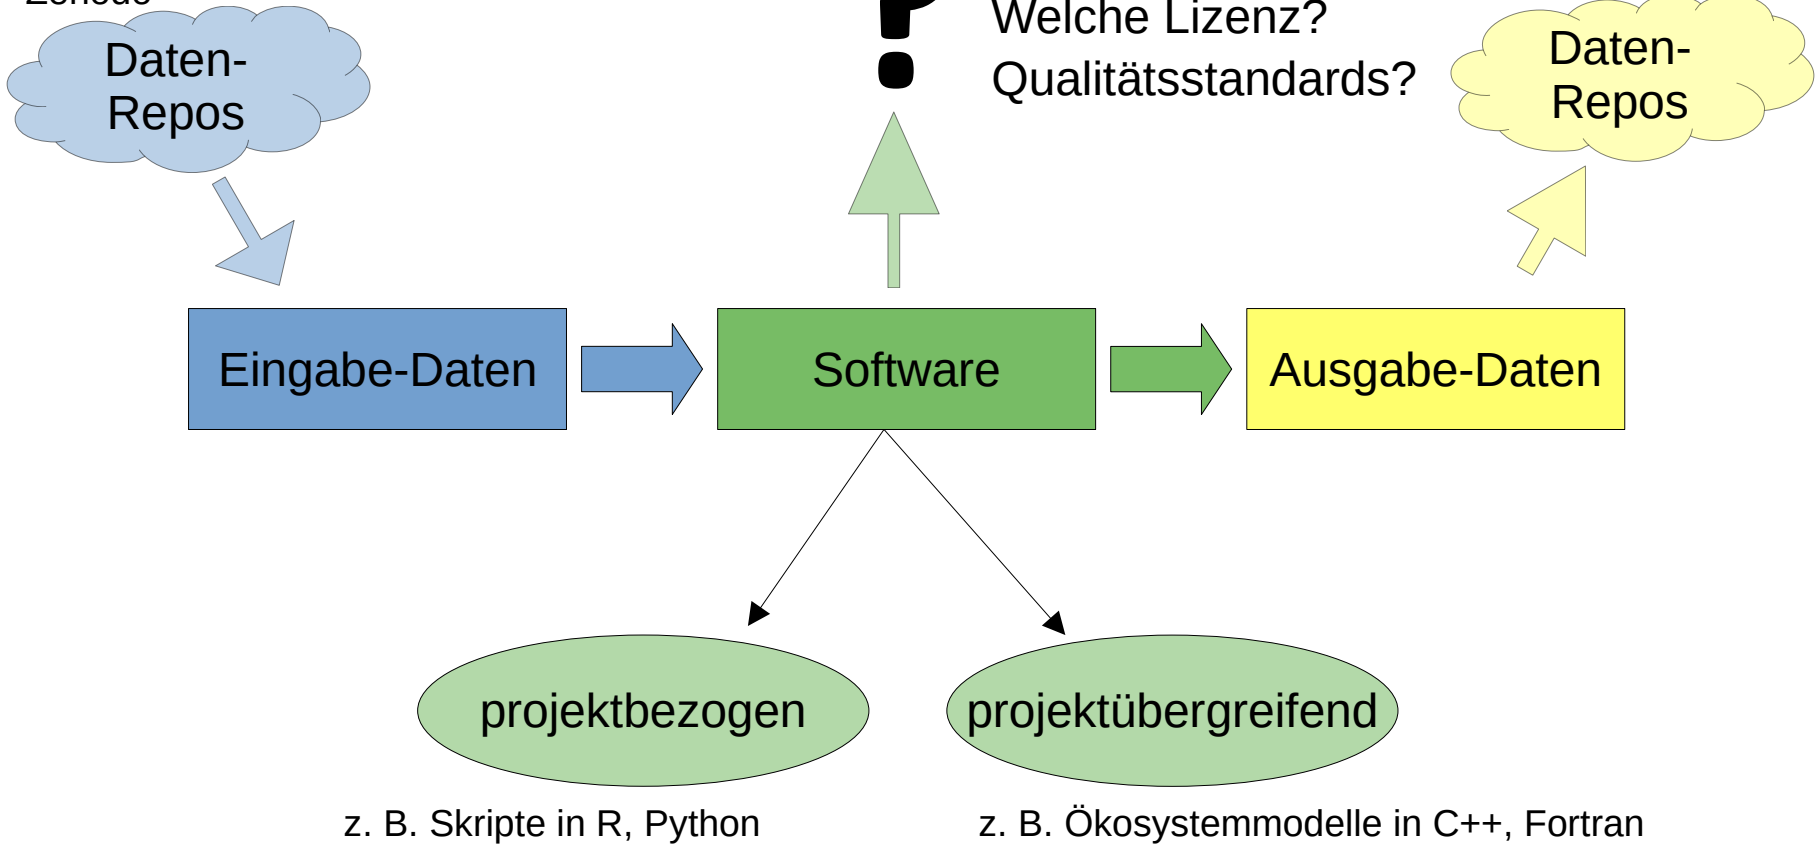 Zenodo
Daten-
Repos
?
Welche Lizenz?
Qualitätsstandards?
Daten-
Repos
Eingabe-Daten
Software
Ausgabe-Daten
projektbezogen
projektübergreifend
z. B. Skripte in R, Python
z. B. Ökosystemmodelle in C++, Fortran